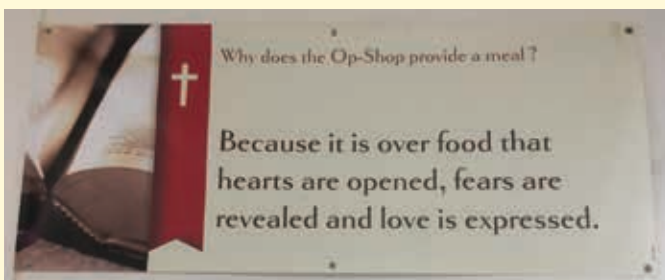 Why does the Op-Shop provide a meal?
Because it is over food that
hearts are opened, fears are
revealed and love is expressed.